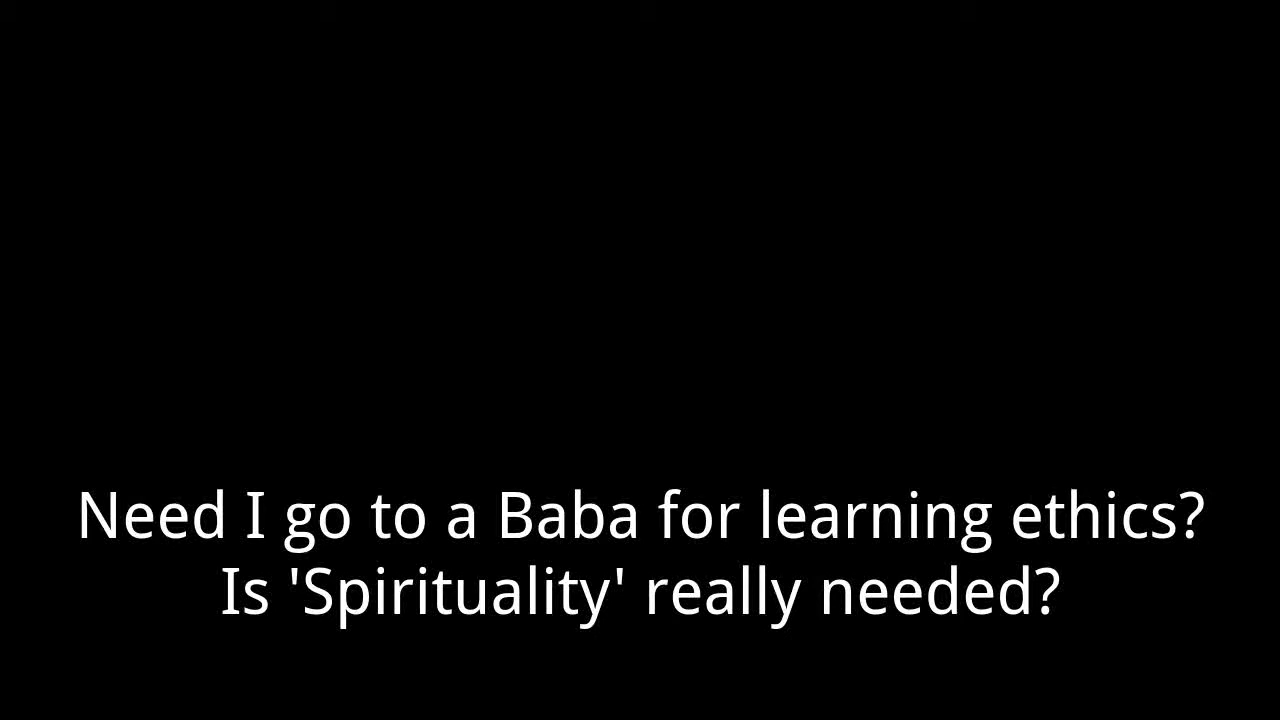 Need I go to a Baba for learning ethics?
Is 'Spirituality' really needed?